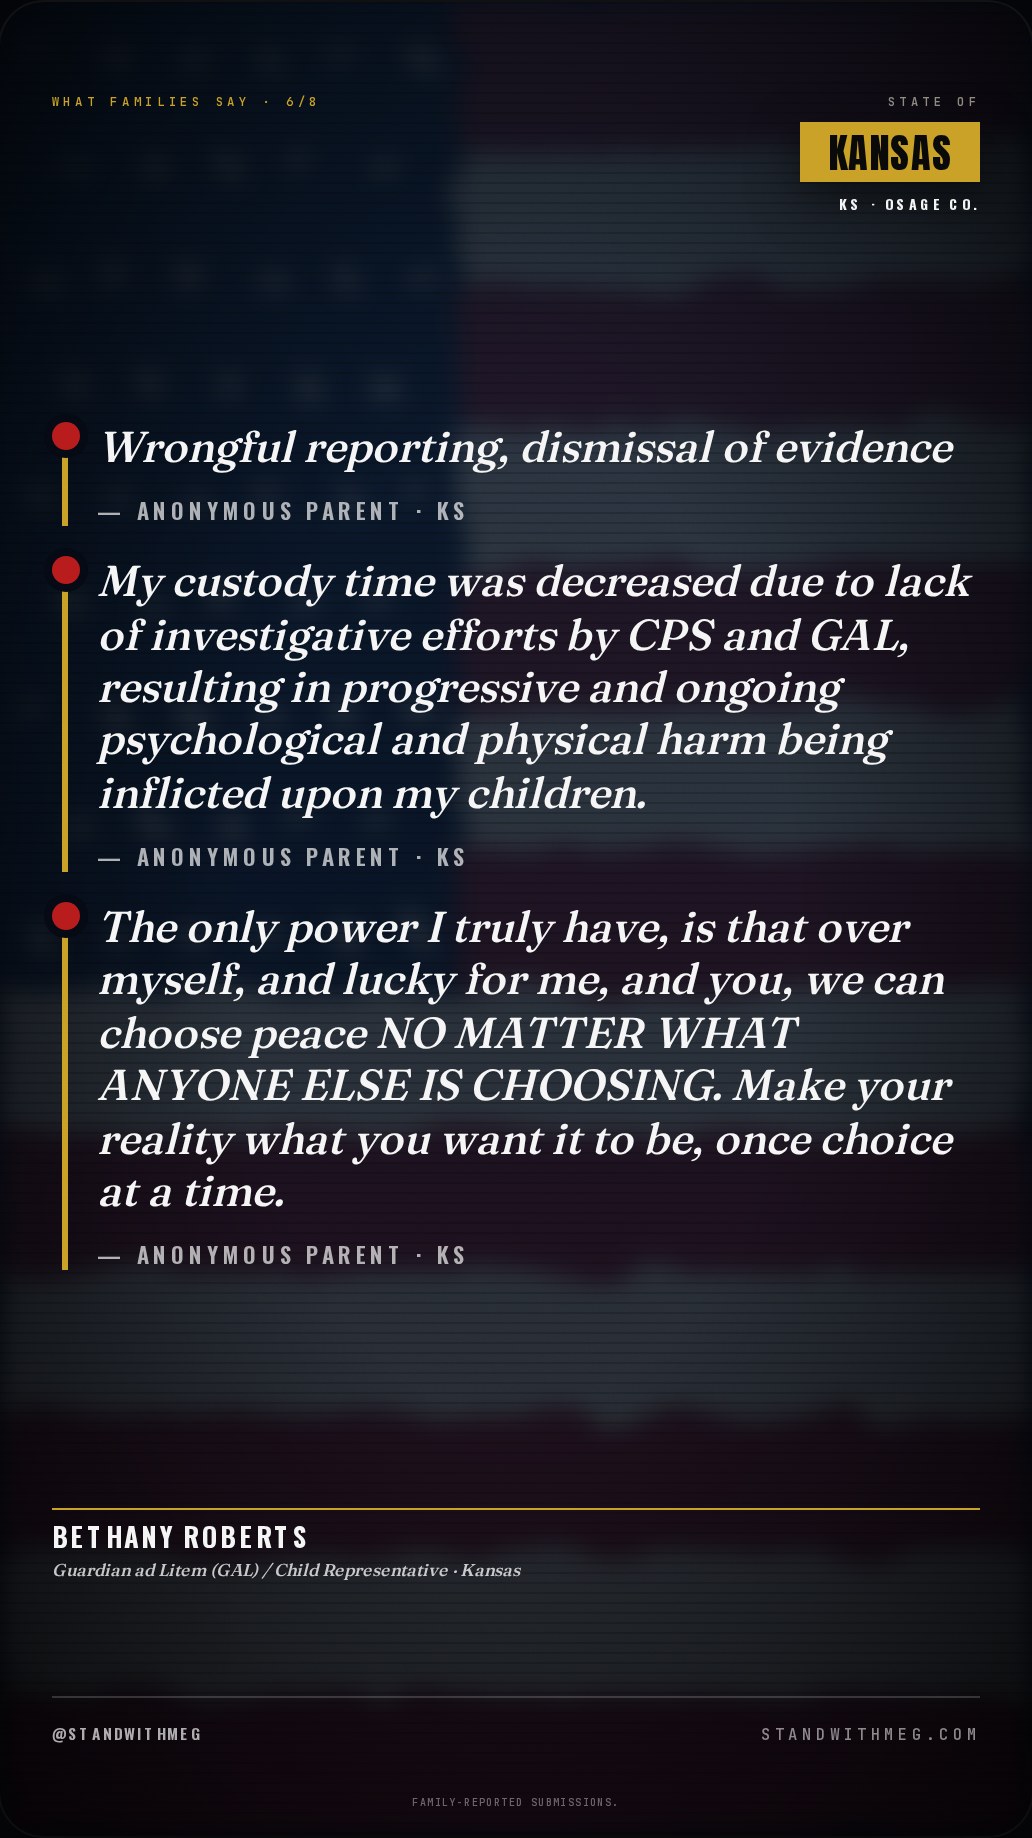 WHAT FAMILIES SAY · 6/8
STATE OF
KANSAS
KS · OSAGE CO.
Wrongful reporting, dismissal of evidence
— ANONYMOUS PARENT · KS
My custody time was decreased due to lack
of investigative efforts by CPS and GAL,
resulting in progressive and ongoing
psychological and physical harm being
inflicted upon my children.
— ANONYMOUS PARENT · KS
The only power I truly have, is that over
myself, and lucky for me, and you, we can
choose peace NO MATTER WHAT
ANYONE ELSE IS CHOOSING. Make your
reality what you want it to be, once choice
at a time.
— ANONYMOUS PARENT · KS
BETHANY ROBERTS
Guardian ad Litem (GAL) / Child Representative · Kansas
@STANDWITHMEG
STANDWITHMEG.COM
FAMILY-REPORTED SUBMISSIONS.